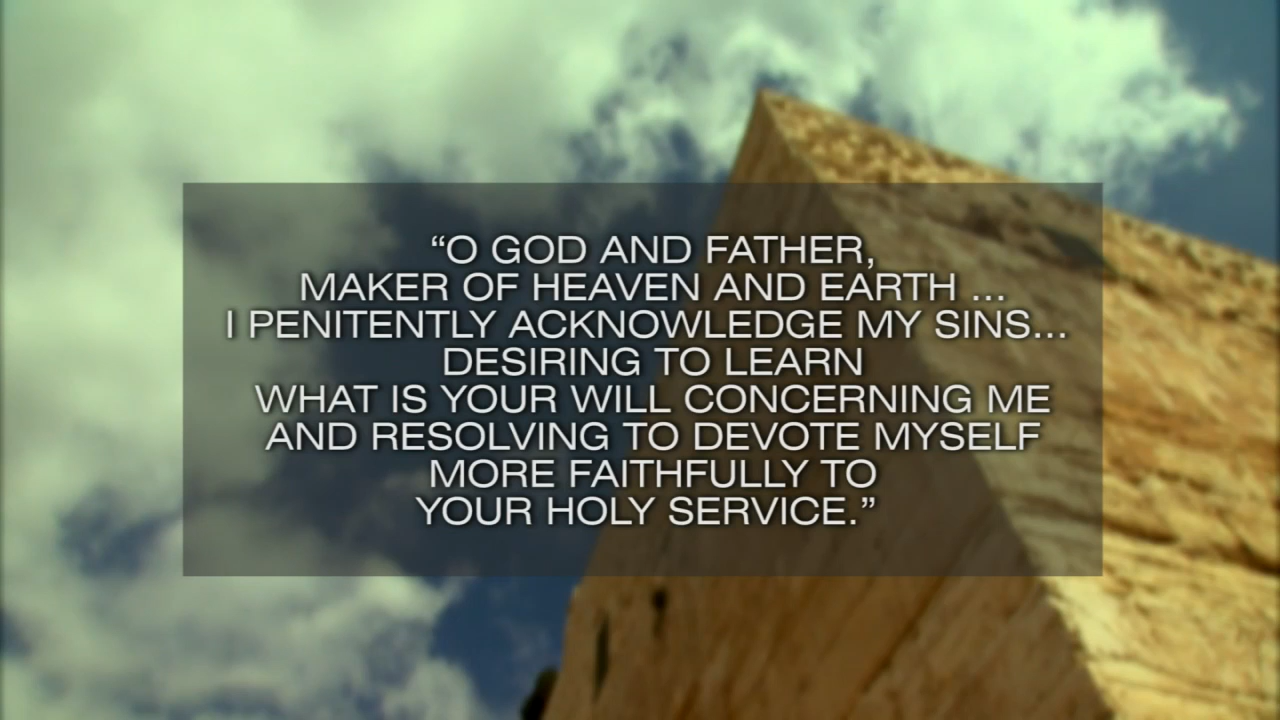 “O GOD AND FATHER,
MAKER OF HEAVEN AND EARTH ...
I PENITENTLY ACKNOWLEDGE MY SINS...
DESIRING TO LEARN
WHAT IS YOUR WILL CONCERNING ME
AND RESOLVING TO DEVOTE MYSELF
MORE FAITHFULLY TO
YOUR HOLY SERVICE.”